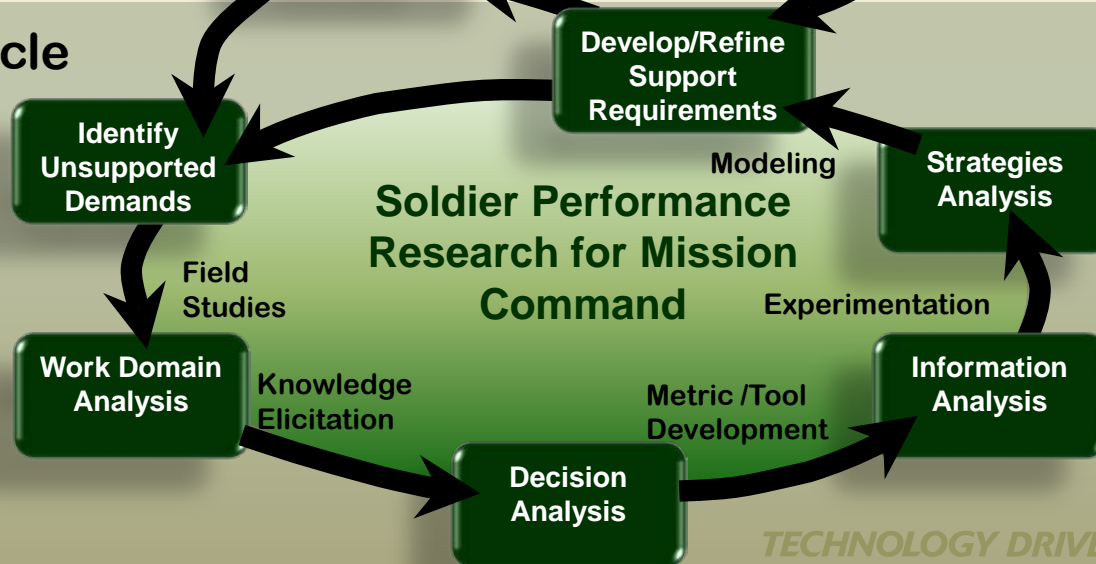 cle
Develop/Refine
Support
Requirements
Identify
Unsupported
Demands
Modeling
Strategies
Analysis
Soldier Performance
Research for Mission
Command
Field
Studies
Experimentation
Work Domain
Analysis
Knowledge
Elicitation
Metric /Tool
Development
Information
Analysis
Decision
Analysis
TECHNOLOGY DRIVE